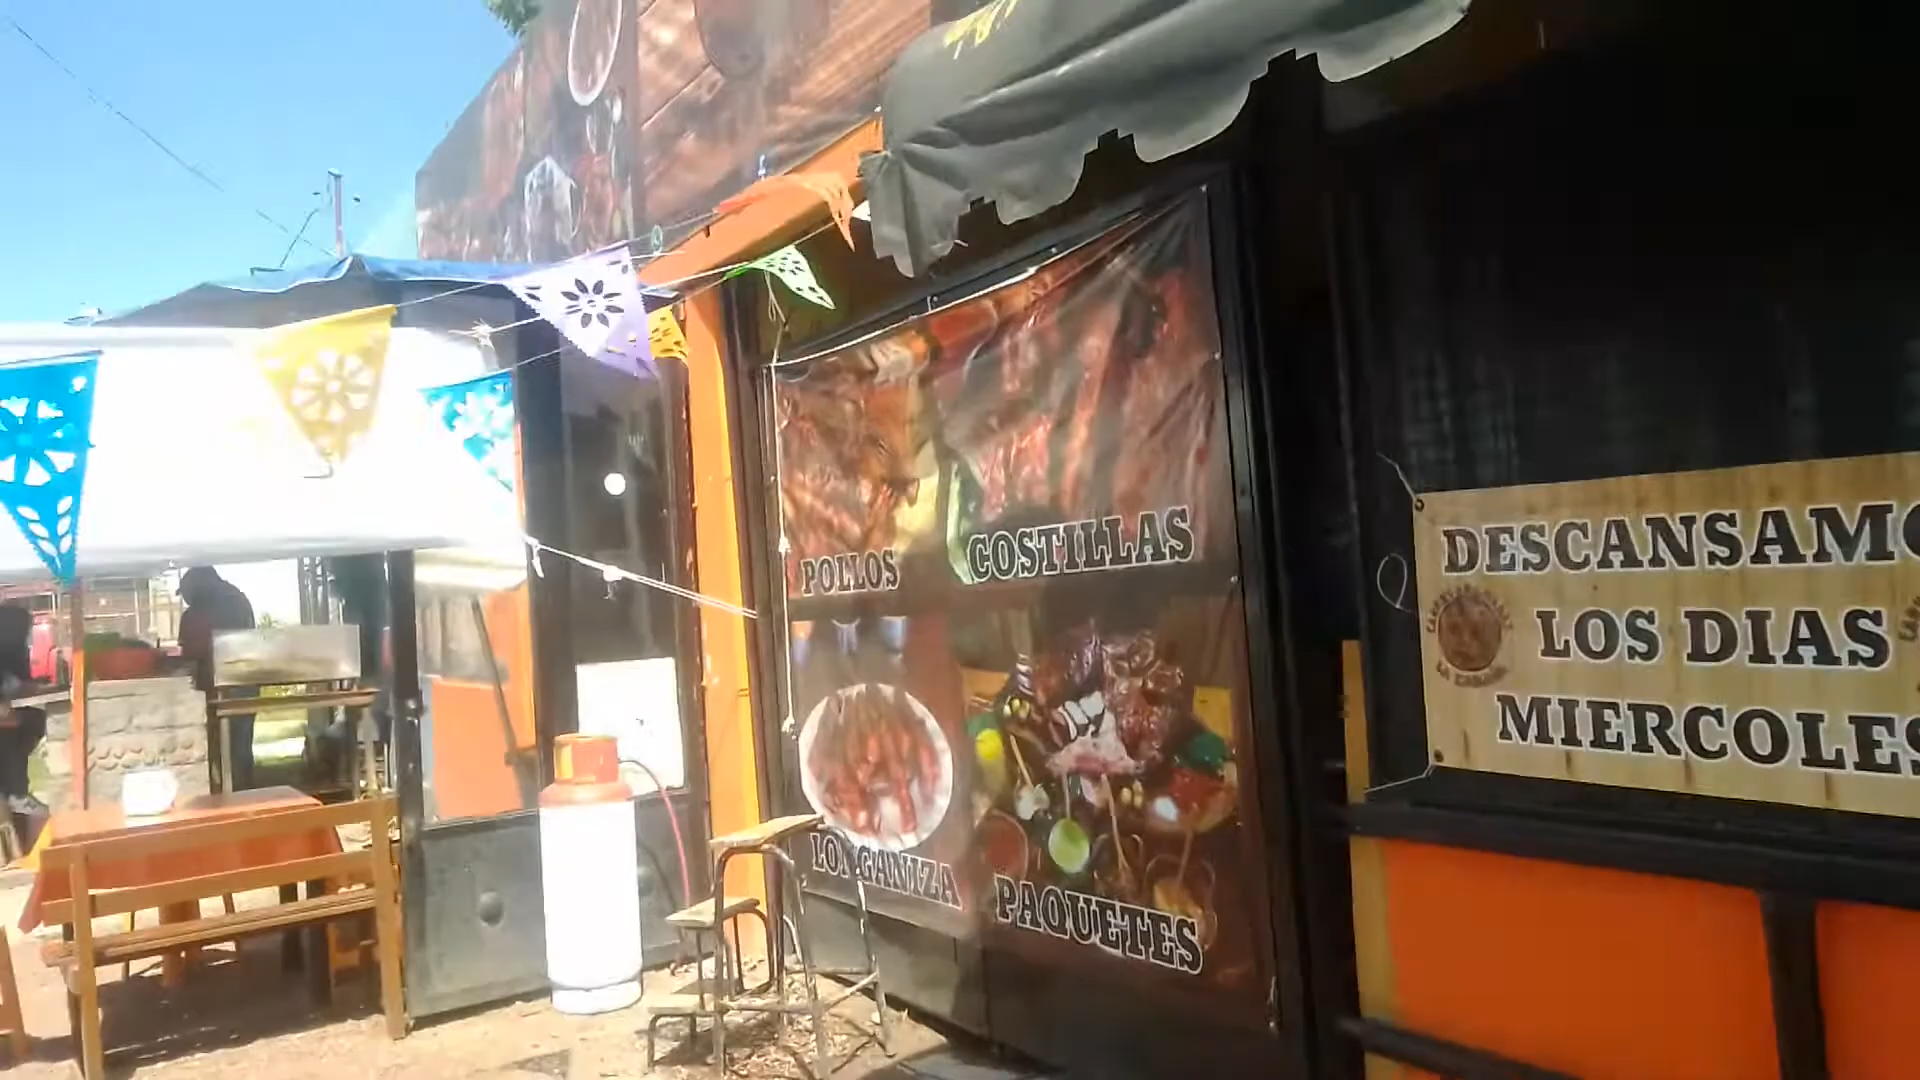 POLLOS
COSTILLAS
LONGANIZA
PAQUETES
DESCANSAMO
LOS DIAS
MIERCOLES